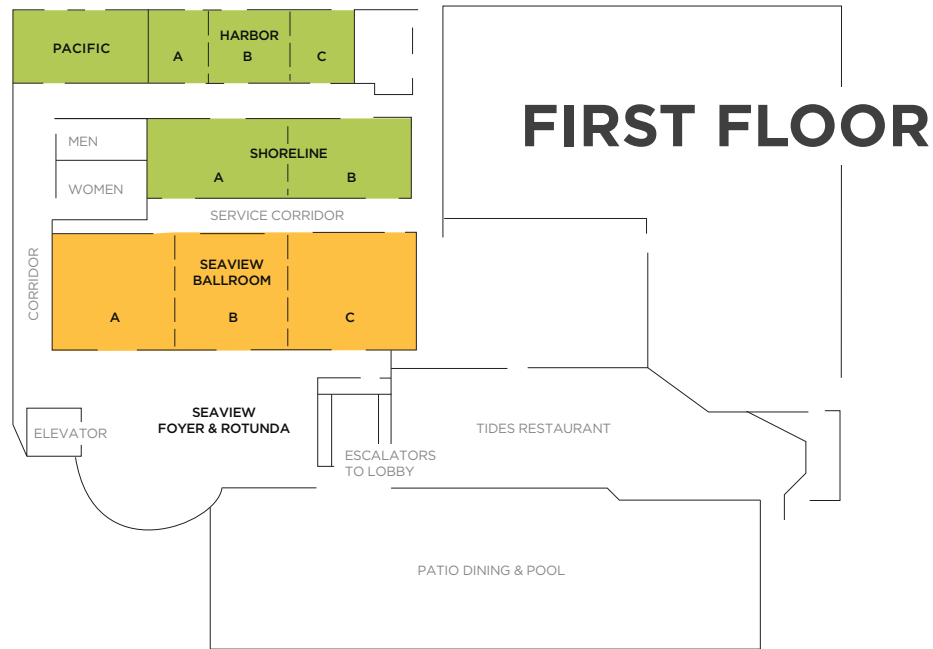 PACIFIC
HARBOR
A
B
C
FIRST FLOOR
MEN
SHORELINE
A
B
WOMEN
SERVICE CORRIDOR
CORRIDOR
SEAVIEW
BALLROOM
A
B
C
SEAVIEW
FOYER & ROTUNDA
ELEVATOR
ESCALATORS
TO LOBBY
TIDES RESTAURANT
PATIO DINING & POOL